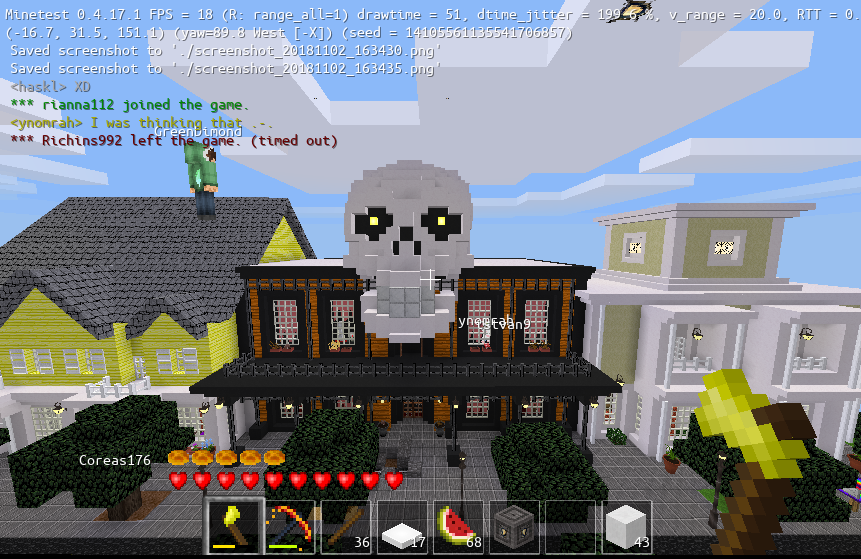 Minetest 0.4.17.1 FPS = 18 (R: range_all=1) drawtime = 51, dtime_jitter = 199. %, v_range = 20.0, RTT = 0.
(-16.7, 31.5, 151.1) (yaw=89.8 West [-X]) (seed = 14105561135541706857)
Saved screenshot to './screenshot_20181102_163430.png'
Saved screenshot to './screenshot_20181102_163435.png'
<haskl> XD
*** rianna112 joined the game.
<ynomrah> I was thinking that .-.
GreenDimond
*** Richins992 left the game. (timed out)
ynomrah
Coreas176
36
17
68
43